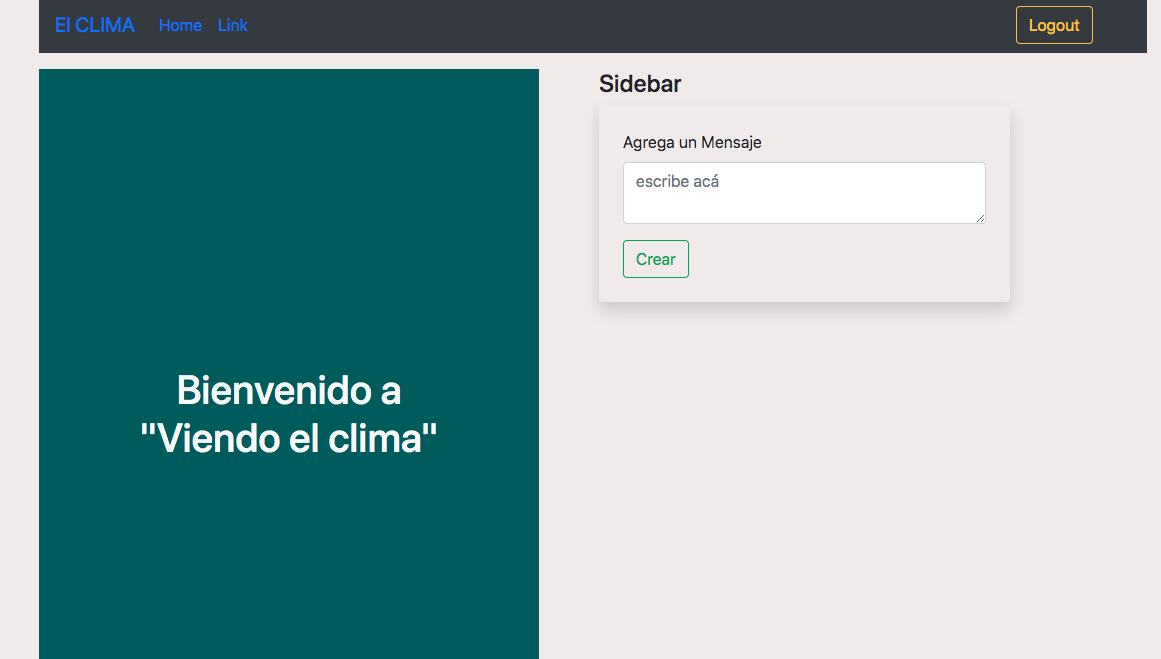 El CLIMA Home Link Logout
Sidebar
Agrega un Mensaje
escribe acá
Crear
Bienvenido a
"Viendo el clima"